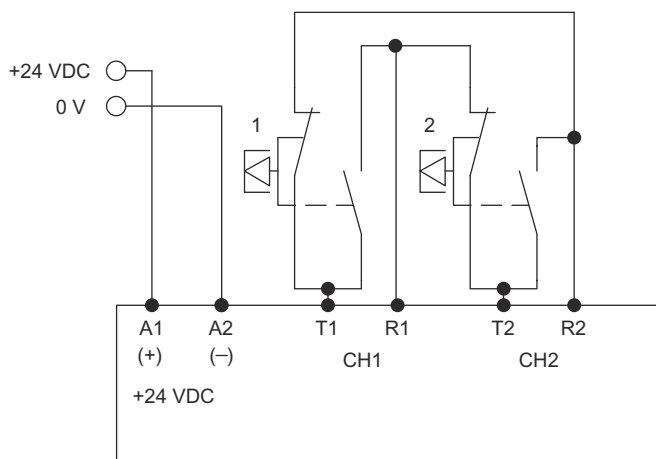 +24 VDC
0 V
1
2
A1 A2 T1 R1 T2 R2
(+) (–) CH1 CH2
+24 VDC